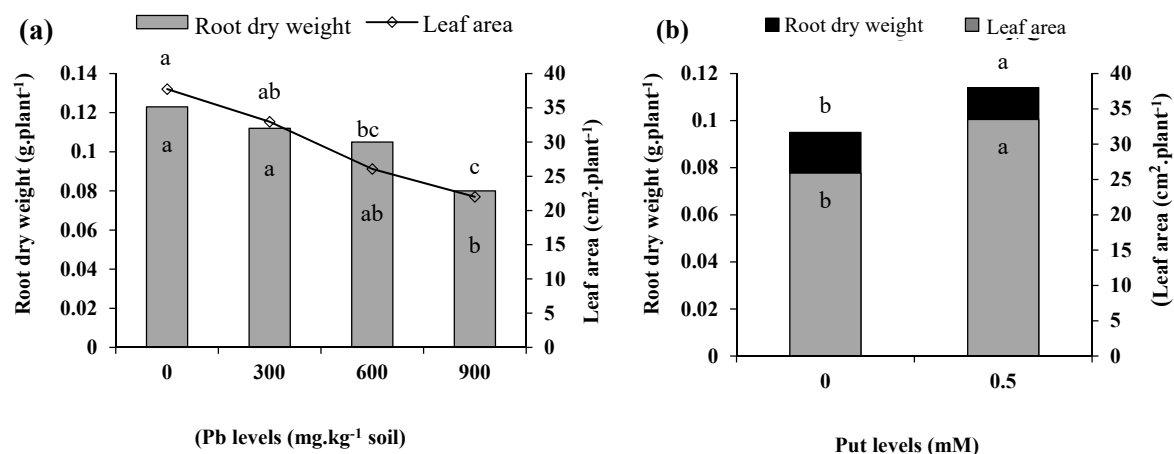 (a)
Root dry weight
Leaf area
Root dry weight (g.plant-1)
0.14
0.12
0.1
0.08
0.06
0.04
0.02
0
a
ab
bc
c
a
a
ab
b
40
35
30
25
20
15
10
5
0
Leaf area (cm2.plant-1)
0 300 600 900
(Pb levels (mg.kg-1 soil)
(b)
Root dry weight
Leaf area
Root dry weight (g.plant-1)
0.12
0.1
0.08
0.06
0.04
0.02
0
b
a
b
a
40
35
30
25
20
15
10
5
0
(Leaf area (cm2.plant-1)
0 0.5
Put levels (mM)